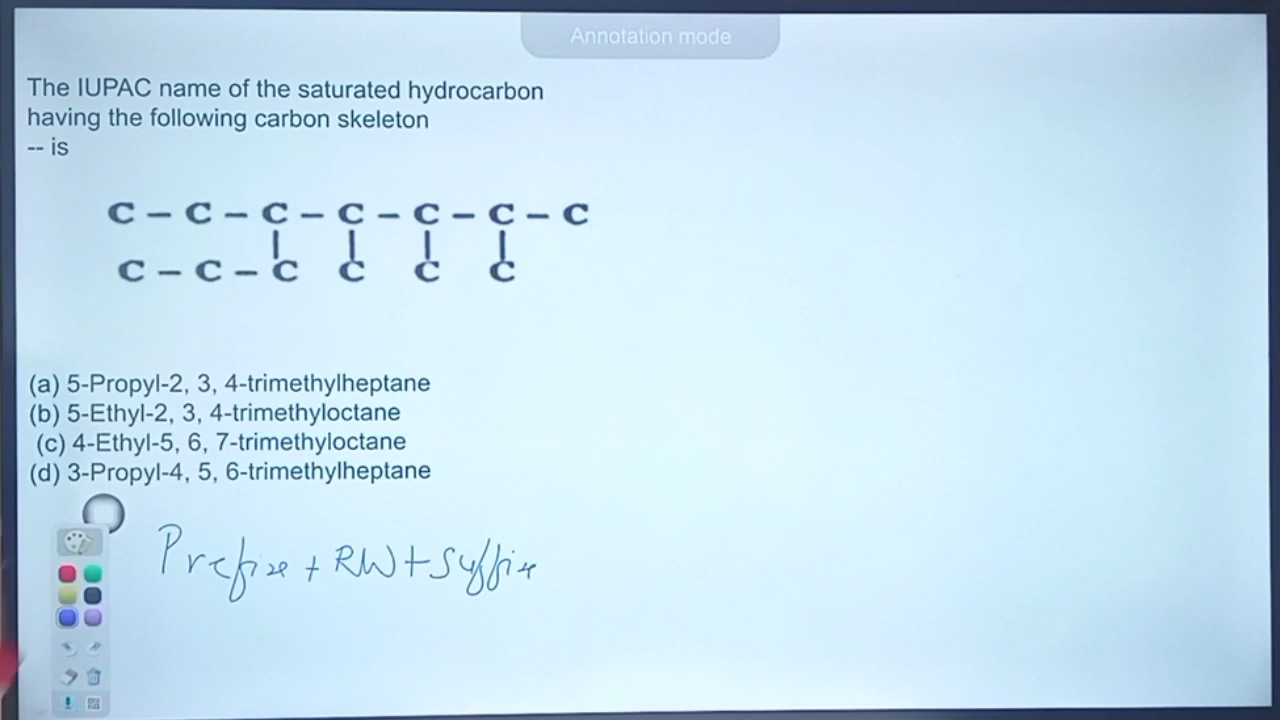 Annotation mode
The IUPAC name of the saturated hydrocarbon
having the following carbon skeleton
-- is
C – C – C – C – C – C – C
| | | |
C – C – C C C C
(a) 5-Propyl-2, 3, 4-trimethylheptane
(b) 5-Ethyl-2, 3, 4-trimethyloctane
(c) 4-Ethyl-5, 6, 7-trimethyloctane
(d) 3-Propyl-4, 5, 6-trimethylheptane
Prefix + RW + Suffix